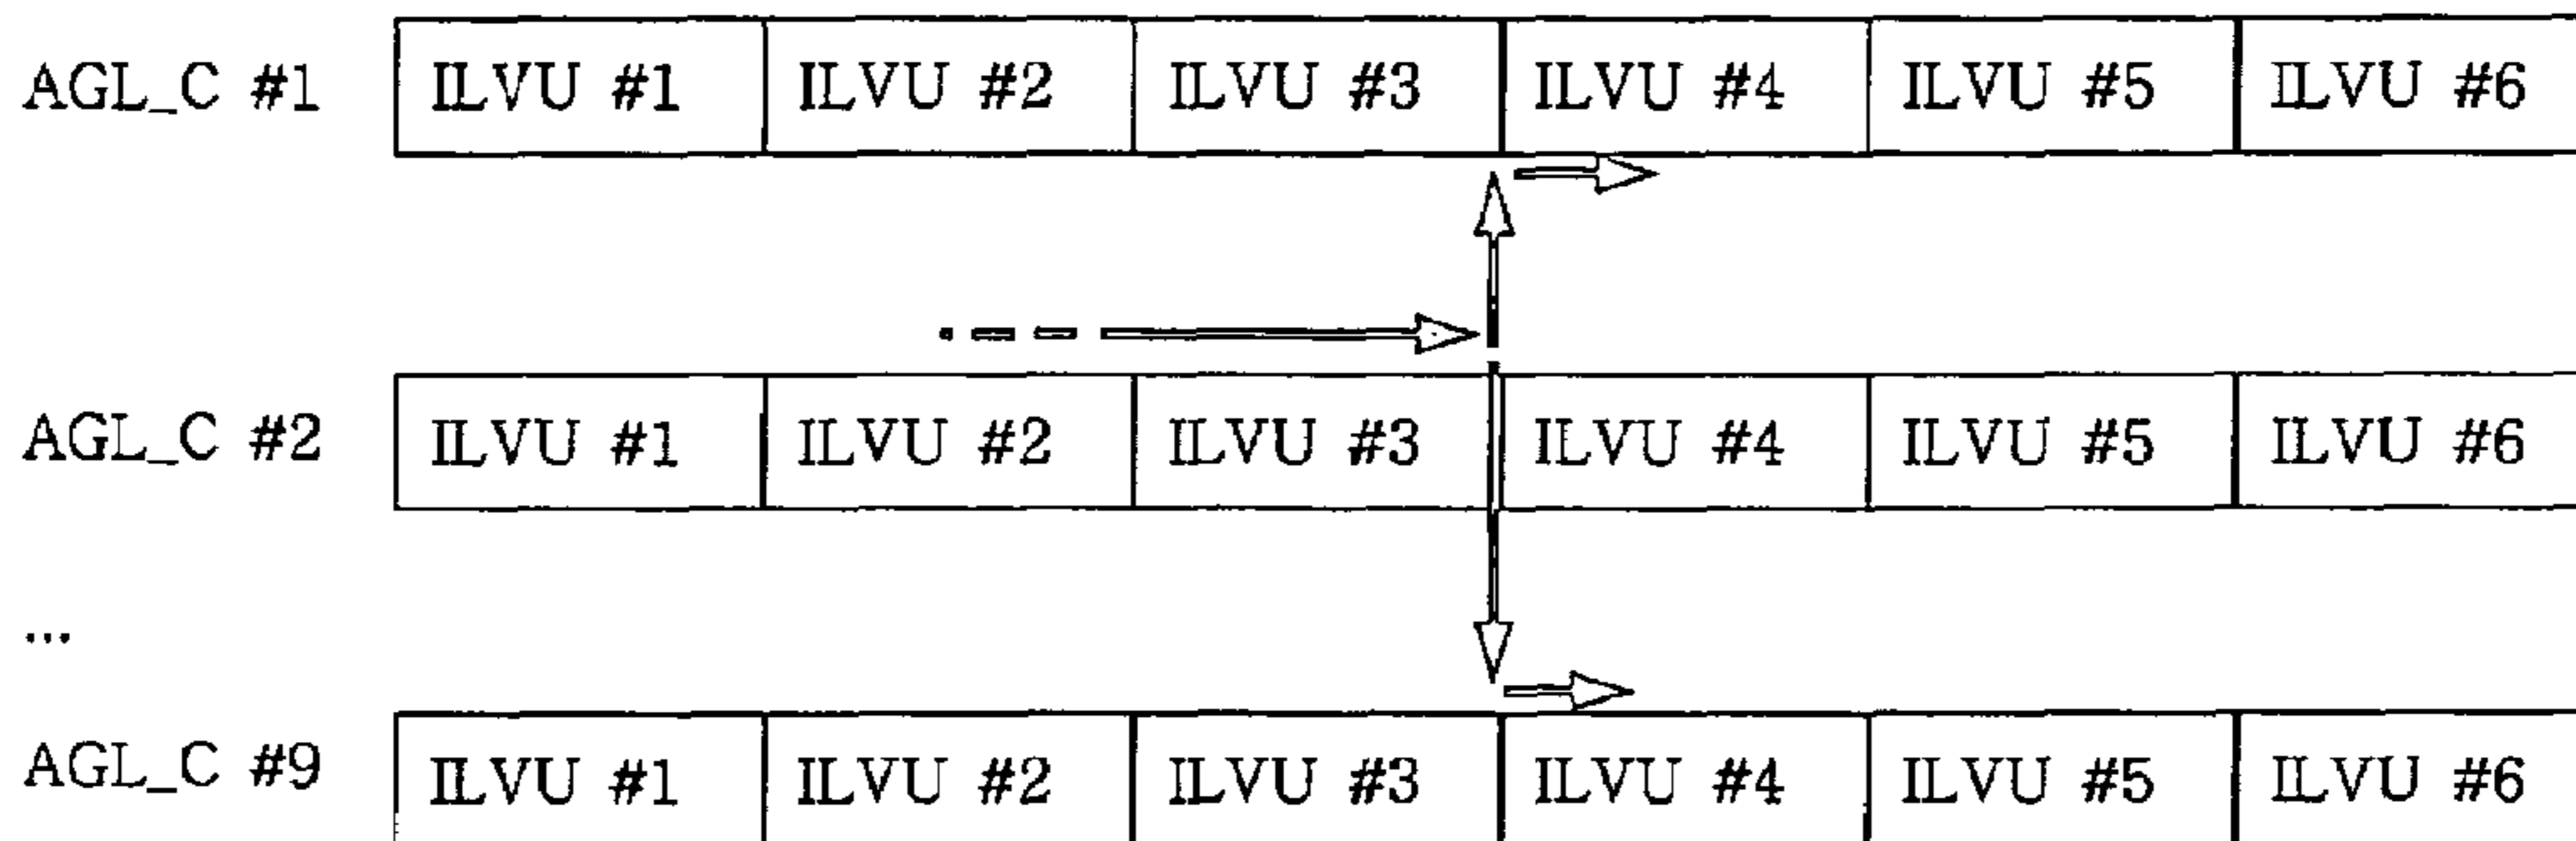 AGL_C #1 ILVU #1 ILVU #2 ILVU #3 ILVU #4 ILVU #5 ILVU #6
AGL_C #2 ILVU #1 ILVU #2 ILVU #3 ILVU #4 ILVU #5 ILVU #6
...
AGL_C #9 ILVU #1 ILVU #2 ILVU #3 ILVU #4 ILVU #5 ILVU #6